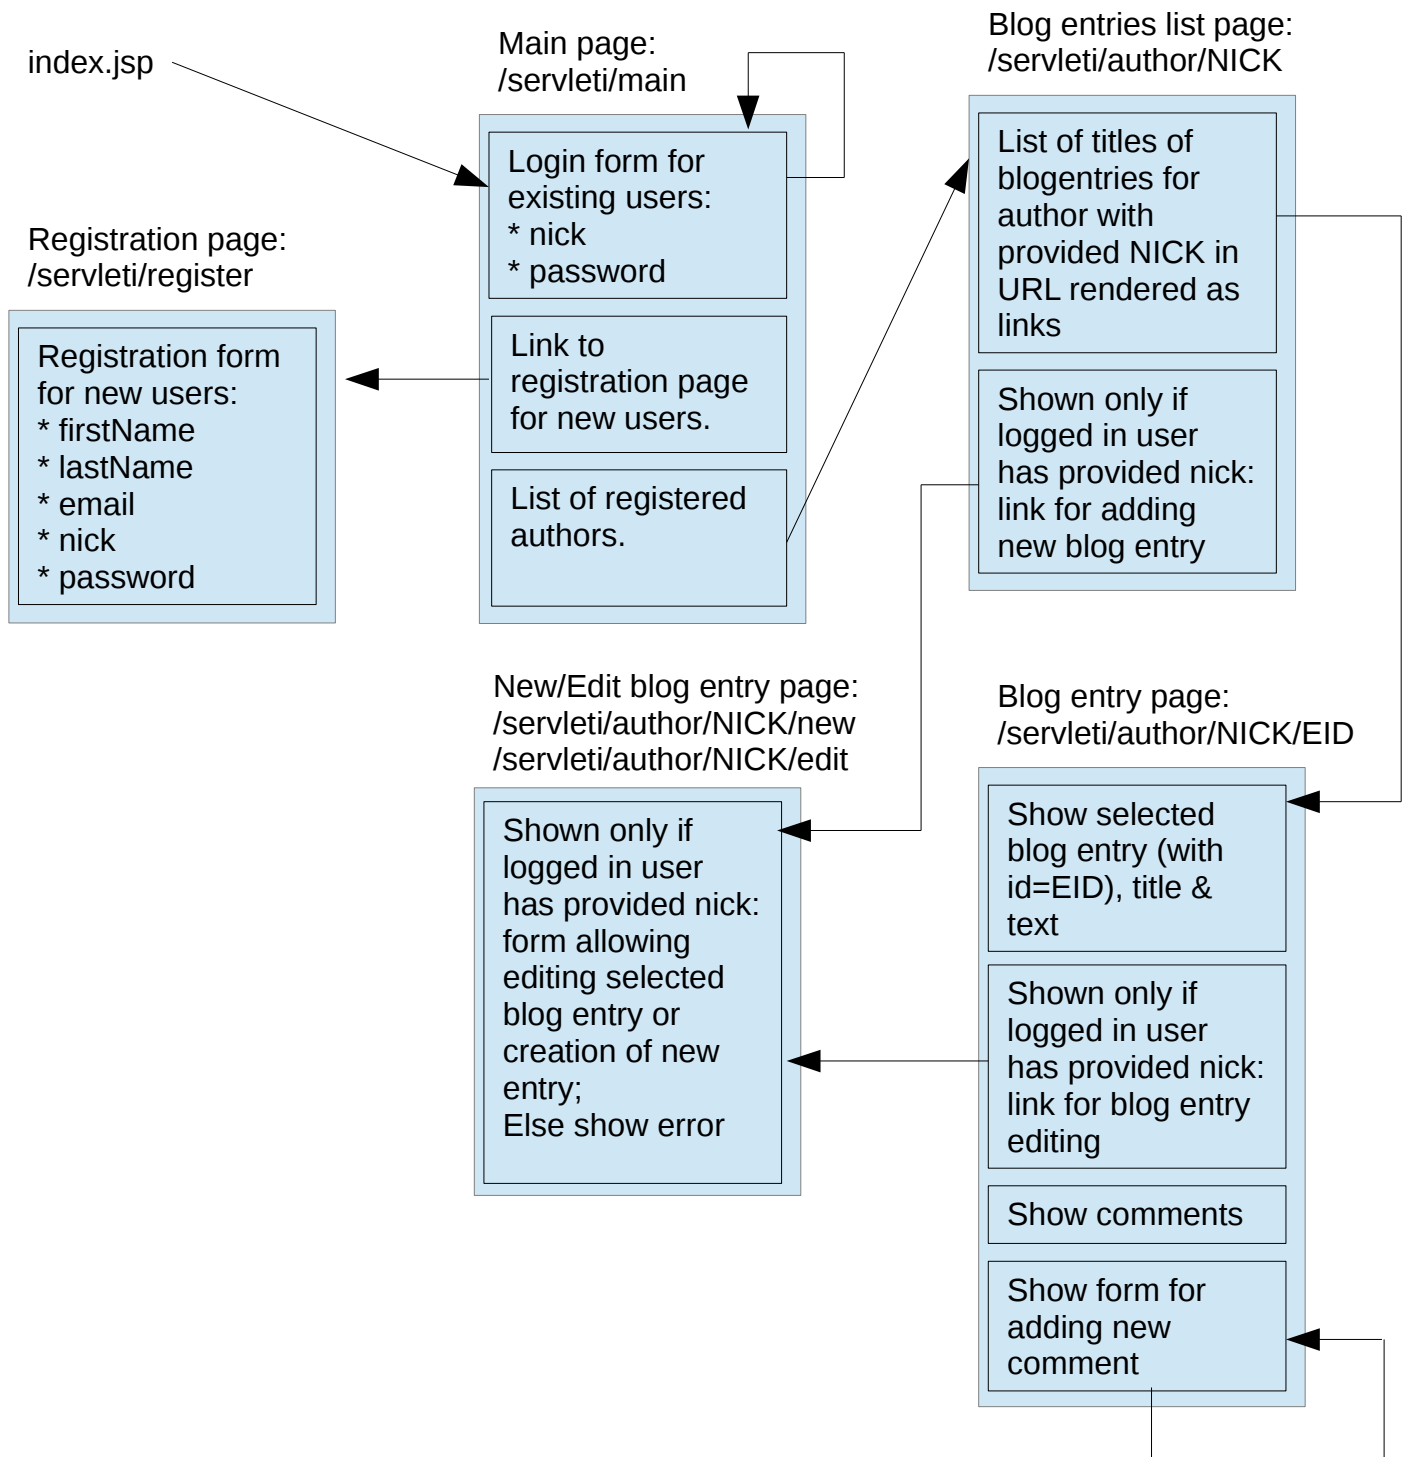 index.jsp
Main page:
/servleti/main
Login form for
existing users:
* nick
* password
Link to
registration page
for new users.
List of registered
authors.
Registration page:
/servleti/register
Registration form
for new users:
* firstName
* lastName
* email
* nick
* password
Blog entries list page:
/servleti/author/NICK
List of titles of
blogentries for
author with
provided NICK in
URL rendered as
links
Shown only if
logged in user
has provided nick:
link for adding
new blog entry
New/Edit blog entry page:
/servleti/author/NICK/new
/servleti/author/NICK/edit
Shown only if
logged in user
has provided nick:
form allowing
editing selected
blog entry or
creation of new
entry;
Else show error
Blog entry page:
/servleti/author/NICK/EID
Show selected
blog entry (with
id=EID), title &
text
Shown only if
logged in user
has provided nick:
link for blog entry
editing
Show comments
Show form for
adding new
comment